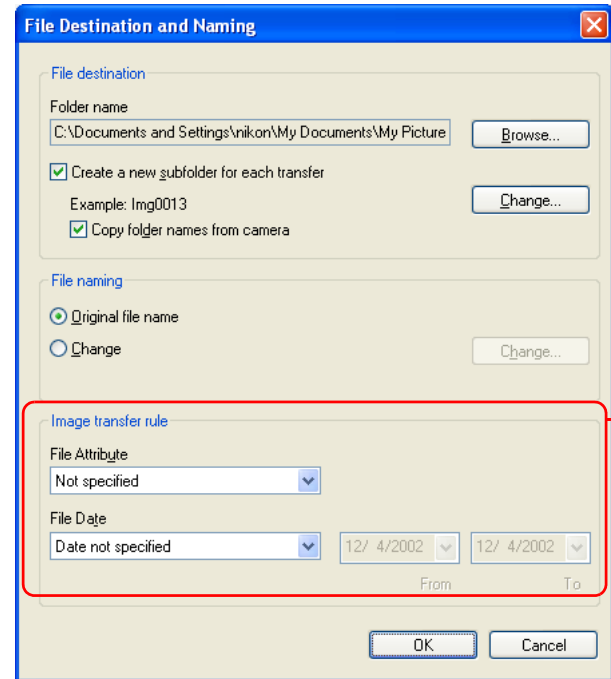 File Destination and Naming
File destination
Folder name
C:\Documents and Settings\nikon\My Documents\My Picture
Browse...
Create a new subfolder for each transfer
Example: Img0013
Change...
Copy folder names from camera
File naming
Original file name
Change
Change...
Image transfer rule
File Attribute
Not specified
File Date
Date not specified
12/ 4/2002
12/ 4/2002
From
To
OK
Cancel